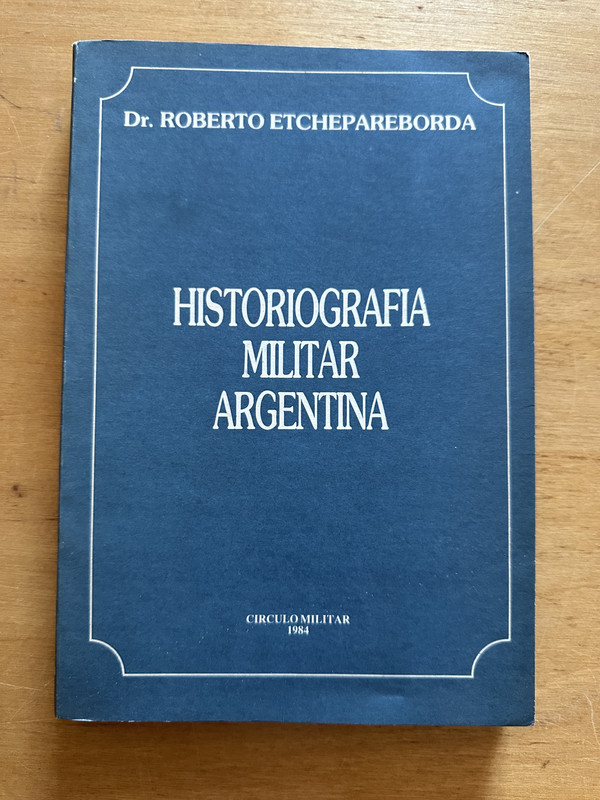 Dr. ROBERTO ETCHEPAREBORDA
HISTORIOGRAFIA
MILITAR
ARGENTINA
CIRCULO MILITAR
1984